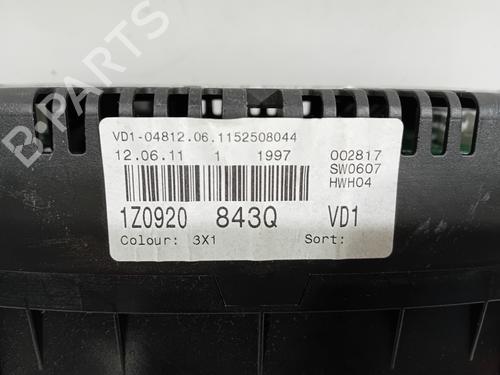 VD1-04812.06.1152508044
12.06.11 1 1997 002817
SW0607
HWH04
1Z0920 843Q VD1
Colour: 3X1 Sort:
B-PARTS